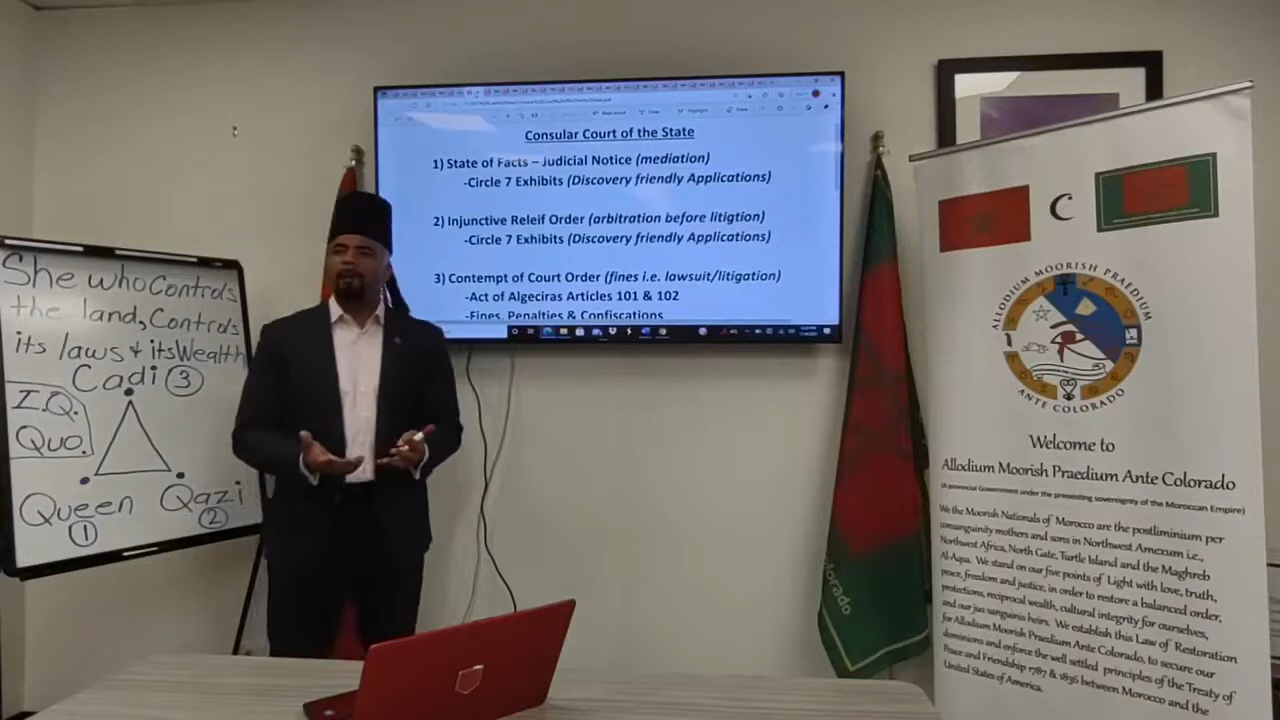 She who Controls
the land, Controls
its laws & its Wealth
Cadi ③
I.Q.
Quo.
Queen
①
Qazi
②
Consular Court of the State
1) State of Facts – Judicial Notice (mediation)
-Circle 7 Exhibits (Discovery friendly Applications)
2) Injunctive Releif Order (arbitration before litigtion)
-Circle 7 Exhibits (Discovery friendly Applications)
3) Contempt of Court Order (fines i.e. lawsuit/litigation)
-Act of Algeciras Articles 101 & 102
-Fines, Penalties & Confiscations
olorado
ALLODIUM MOORISH PRAEDIUM
ANTE COLORADO
Welcome to
Allodium Moorish Praedium Ante Colorado
(A provincial Government under the preexisting sovereignty of the Moroccan Empire)
We the Moorish Nationals of Morocco are the postliminium per
consanguinity mothers and sons in Northwest Amexum i.e.,
Northwest Africa, North Gate, Turtle Island and the Maghreb
Al-Aqsa. We stand on our five points of Light with love, truth,
peace, freedom and justice, in order to restore a balanced order,
protections, reciprocal wealth, cultural integrity for ourselves,
and our jus sanguinis heirs. We establish this Law of Restoration
for Allodium Moorish Praedium Ante Colorado, to secure our
dominions and enforce the well settled principles of the Treaty of
Peace and Friendship 1787 & 1836 between Morocco and the
United States of America.